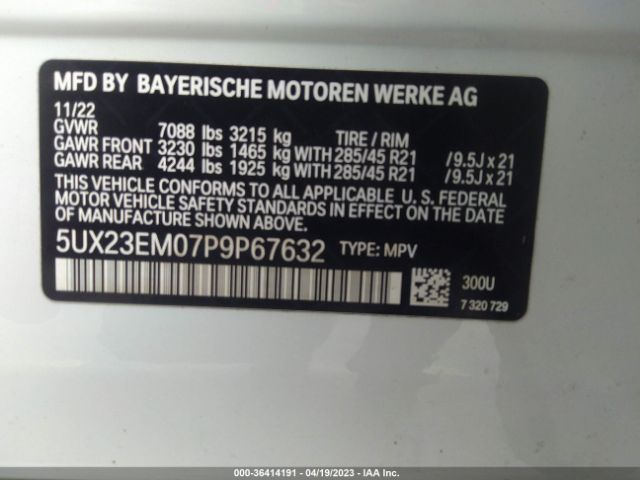 MFD BY BAYERISCHE MOTOREN WERKE AG
11/22
GVWR 7088 lbs 3215 kg TIRE / RIM
GAWR FRONT 3230 lbs 1465 kg WITH 285/45 R21 /9.5J x 21
GAWR REAR 4244 lbs 1925 kg WITH 285/45 R21 /9.5J x 21
THIS VEHICLE CONFORMS TO ALL APPLICABLE U. S. FEDERAL
MOTOR VEHICLE SAFETY STANDARDS IN EFFECT ON THE DATE
OF MANUFACTURE SHOWN ABOVE.
5UX23EM07P9P67632 TYPE: MPV
300U
7 320 729
000-36414191 - 04/19/2023 - IAA Inc.